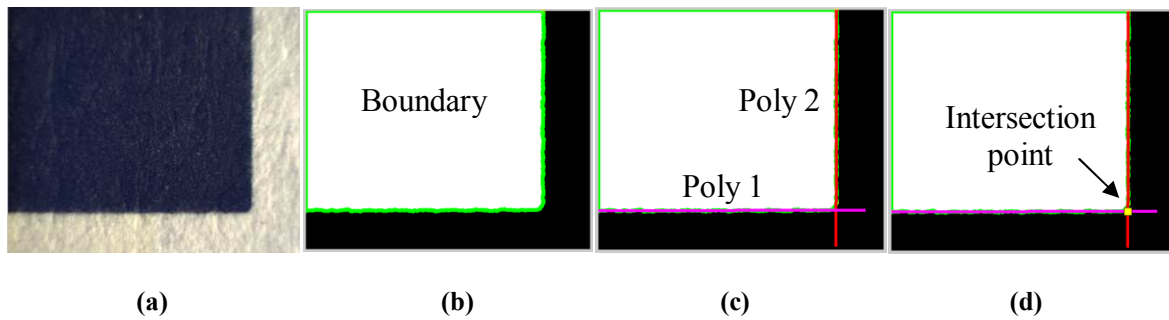 Boundary
Poly 2
Poly 1
Intersection
point
(a)
(b)
(c)
(d)